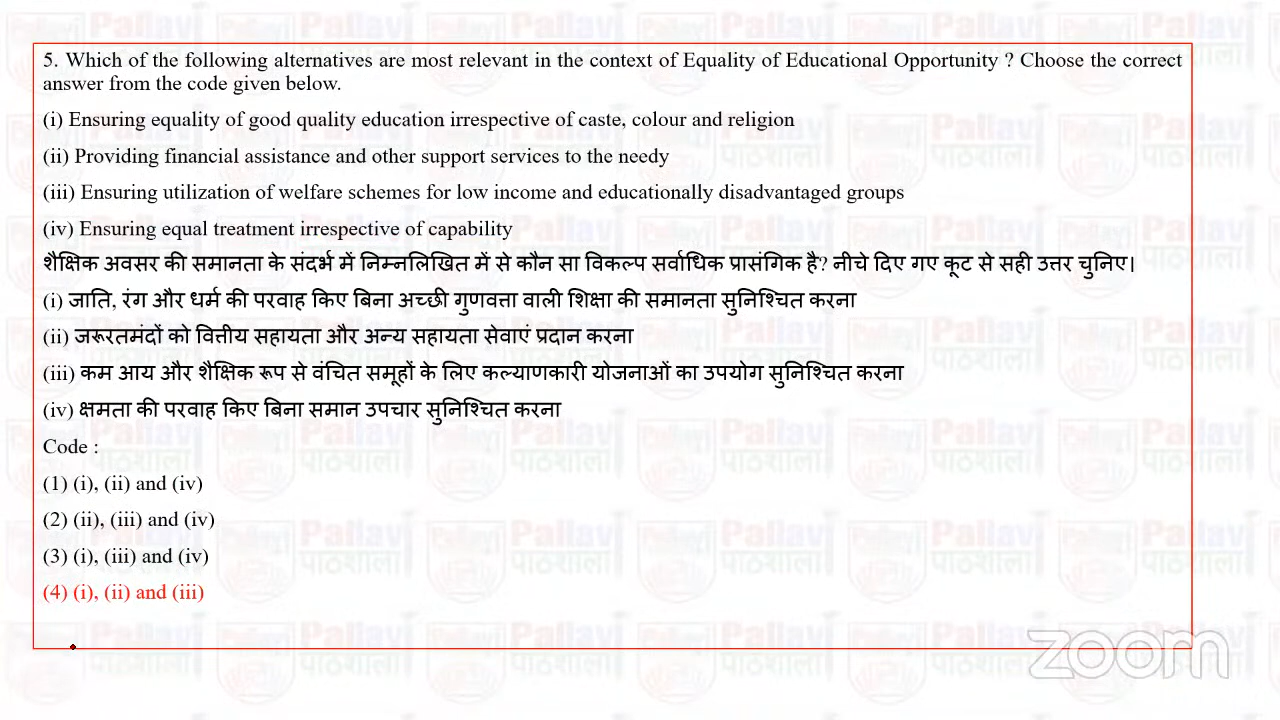 5. Which of the following alternatives are most relevant in the context of Equality of Educational Opportunity ? Choose the correct
answer from the code given below.
(i) Ensuring equality of good quality education irrespective of caste, colour and religion
(ii) Providing financial assistance and other support services to the needy
(iii) Ensuring utilization of welfare schemes for low income and educationally disadvantaged groups
(iv) Ensuring equal treatment irrespective of capability
शैक्षिक अवसर की समानता के संदर्भ में निम्नलिखित में से कौन सा विकल्प सर्वाधिक प्रासंगिक है? नीचे दिए गए कूट से सही उत्तर चुनिए।
(i) जाति, रंग और धर्म की परवाह किए बिना अच्छी गुणवत्ता वाली शिक्षा की समानता सुनिश्चित करना
(ii) जरूरतमंदों को वित्तीय सहायता और अन्य सहायता सेवाएं प्रदान करना
(iii) कम आय और शैक्षिक रूप से वंचित समूहों के लिए कल्याणकारी योजनाओं का उपयोग सुनिश्चित करना
(iv) क्षमता की परवाह किए बिना समान उपचार सुनिश्चित करना
Code :
(1) (i), (ii) and (iv)
(2) (ii), (iii) and (iv)
(3) (i), (iii) and (iv)
(4) (i), (ii) and (iii)
zoom
Pallavi
पाठशाला